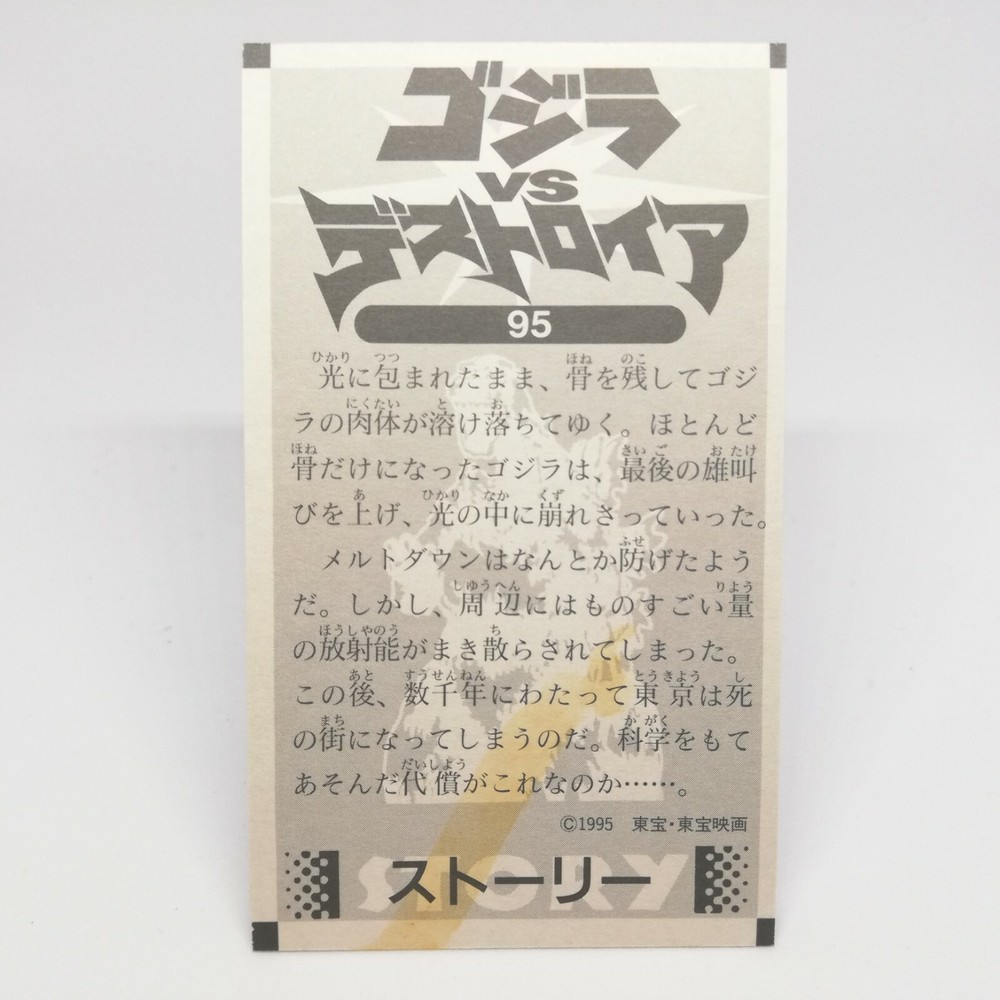 ゴジラ
VS
デストロイア
95
光に包まれたまま、骨を残してゴジ
ラの肉体が溶け落ちてゆく。ほとんど
骨だけになったゴジラは、最後の雄叫
びを上げ、光の中に崩れさっていった。
メルトダウンはなんとか防げたよう
だ。しかし、周辺にはものすごい量
の放射能がまき散らされてしまった。
この後、数千年にわたって東京は死
の街になってしまうのだ。科学をもて
あそんだ代償がこれなのか……。
©1995 東宝・東宝映画
STORY
ストーリー